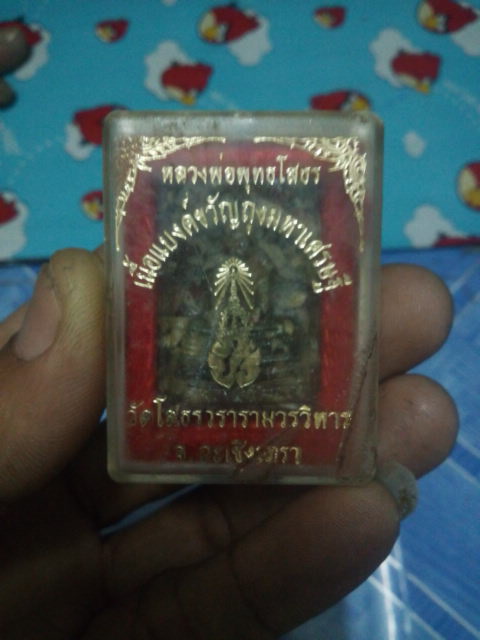 หลวงพ่อพุทธโสธร
เนื้อแบงค์ขวัญถุงมหาเศรษฐี
วัดโสธรวรารามวรวิหาร
จ.ฉะเชิงเทรา